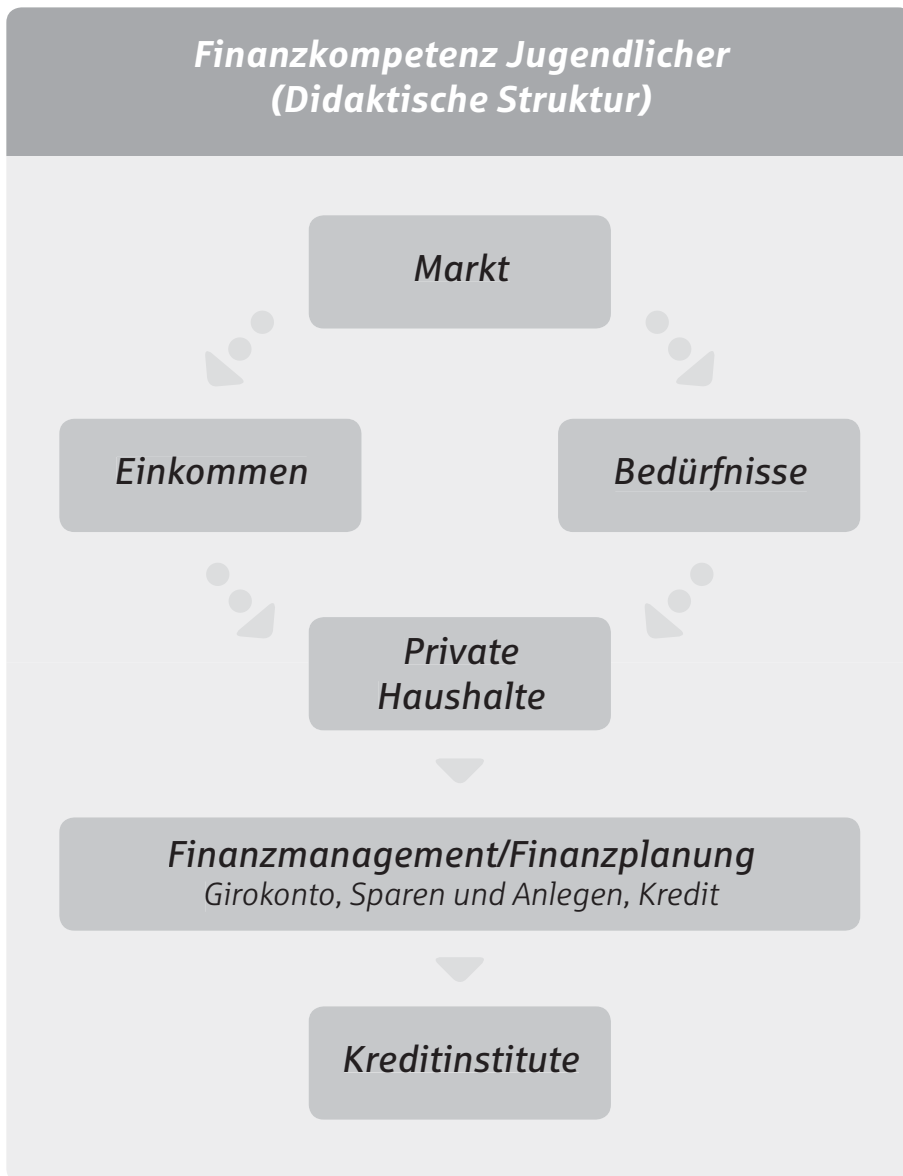 Finanzkompetenz Jugendlicher
(Didaktische Struktur)
Markt
Einkommen
Bedürfnisse
Private
Haushalte
Finanzmanagement/Finanzplanung
Girokonto, Sparen und Anlegen, Kredit
Kreditinstitute